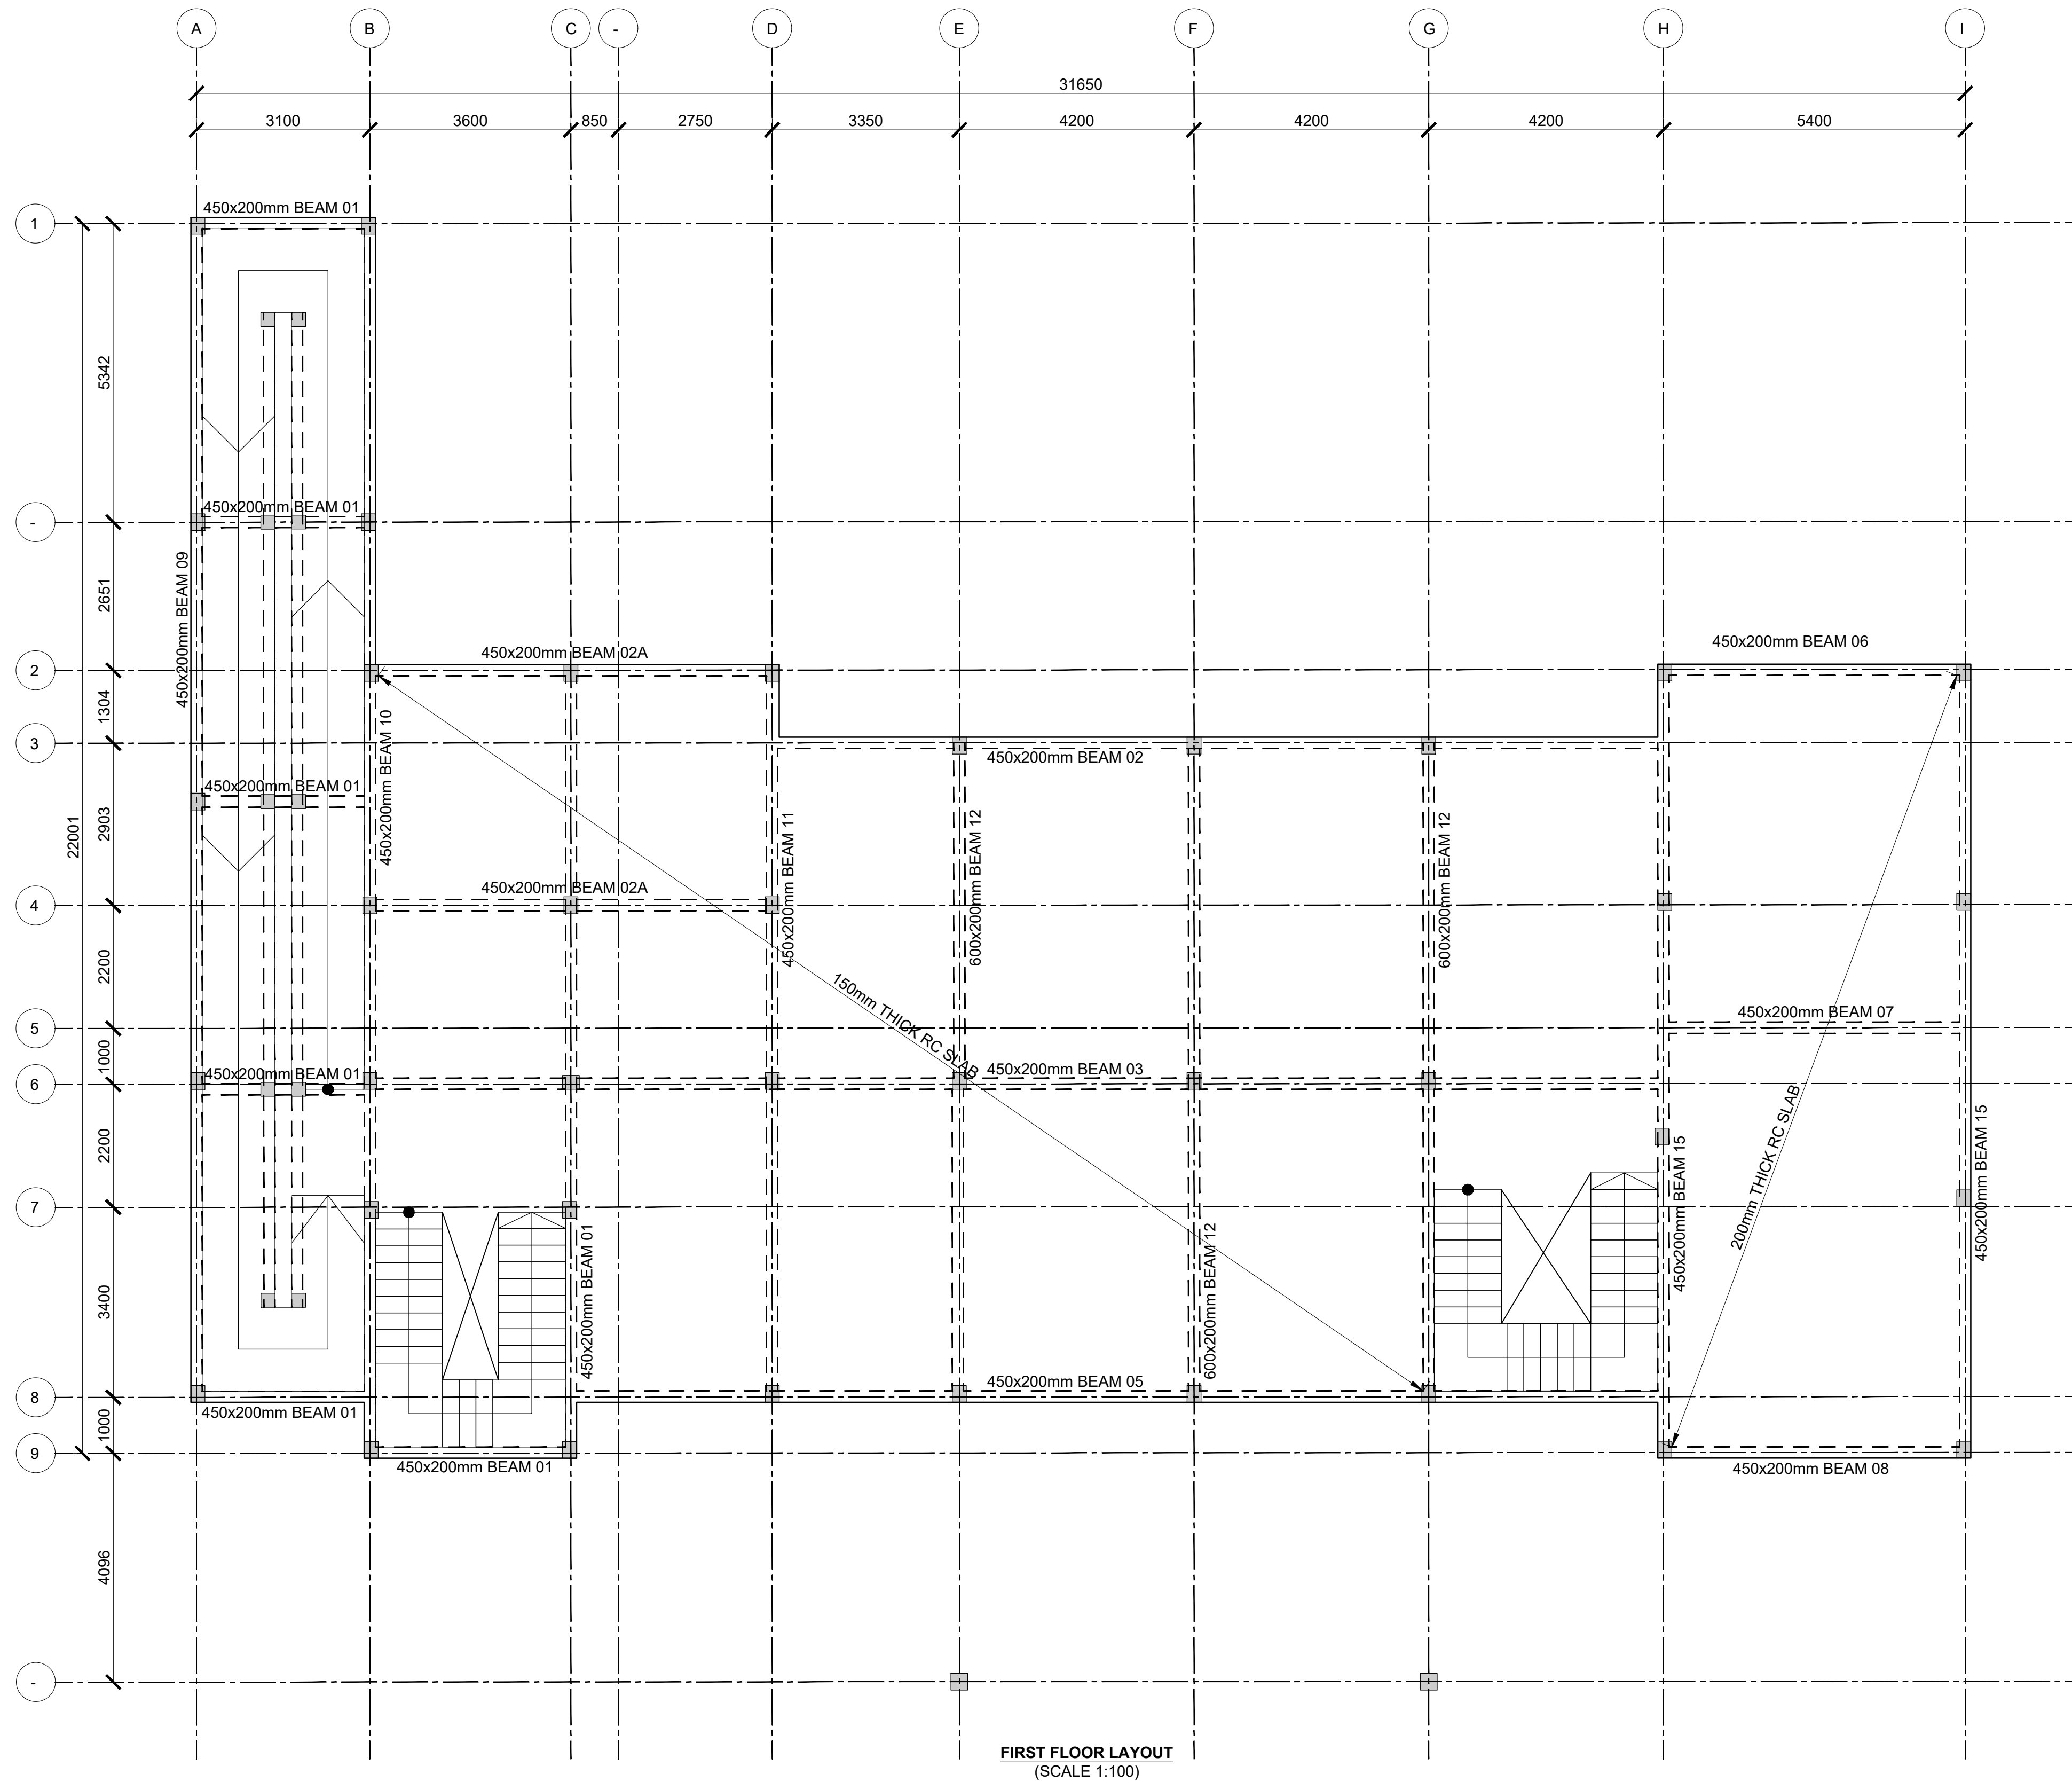 A B C - D E F G H I
31650
3100 3600 850 2750 3350 4200 4200 4200 5400
450x200mm BEAM 01
1
5342
450x200mm BEAM 01
-
450x200mm BEAM 09
2651
450x200mm BEAM 02A
450x200mm BEAM 06
2
1304
450x200mm BEAM 10
3
450x200mm BEAM 02
450x200mm BEAM 01
22001
2903
450x200mm BEAM 11
600x200mm BEAM 12
600x200mm BEAM 12
450x200mm BEAM 02A
4
2200
150mm THICK RC SLAB
450x200mm BEAM 07
5
1000
450x200mm BEAM 01
450x200mm BEAM 03
6
2200
200mm THICK RC SLAB
450x200mm BEAM 15
450x200mm BEAM 15
7
3400
450x200mm BEAM 01
600x200mm BEAM 12
450x200mm BEAM 05
8
450x200mm BEAM 01
1000
9
450x200mm BEAM 01
450x200mm BEAM 08
4096
-
FIRST FLOOR LAYOUT
(SCALE 1:100)